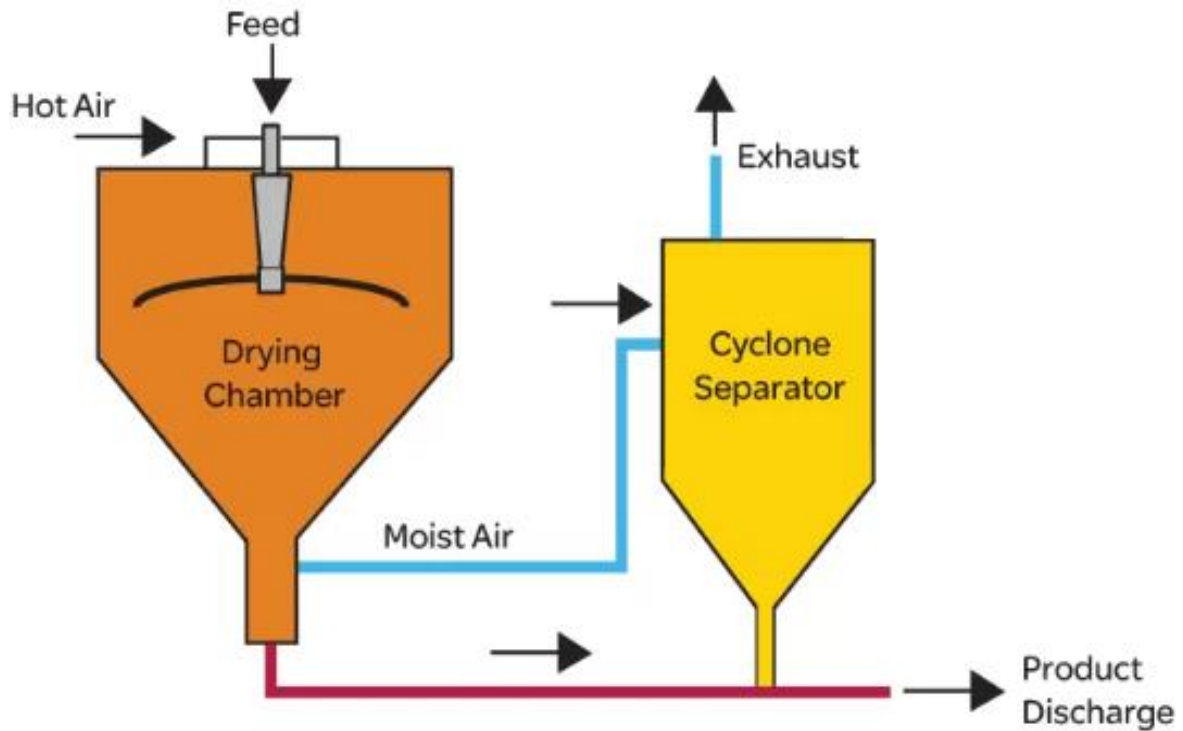 Feed
Hot Air
Exhaust
Drying
Chamber
Cyclone
Separator
Moist Air
Product
Discharge